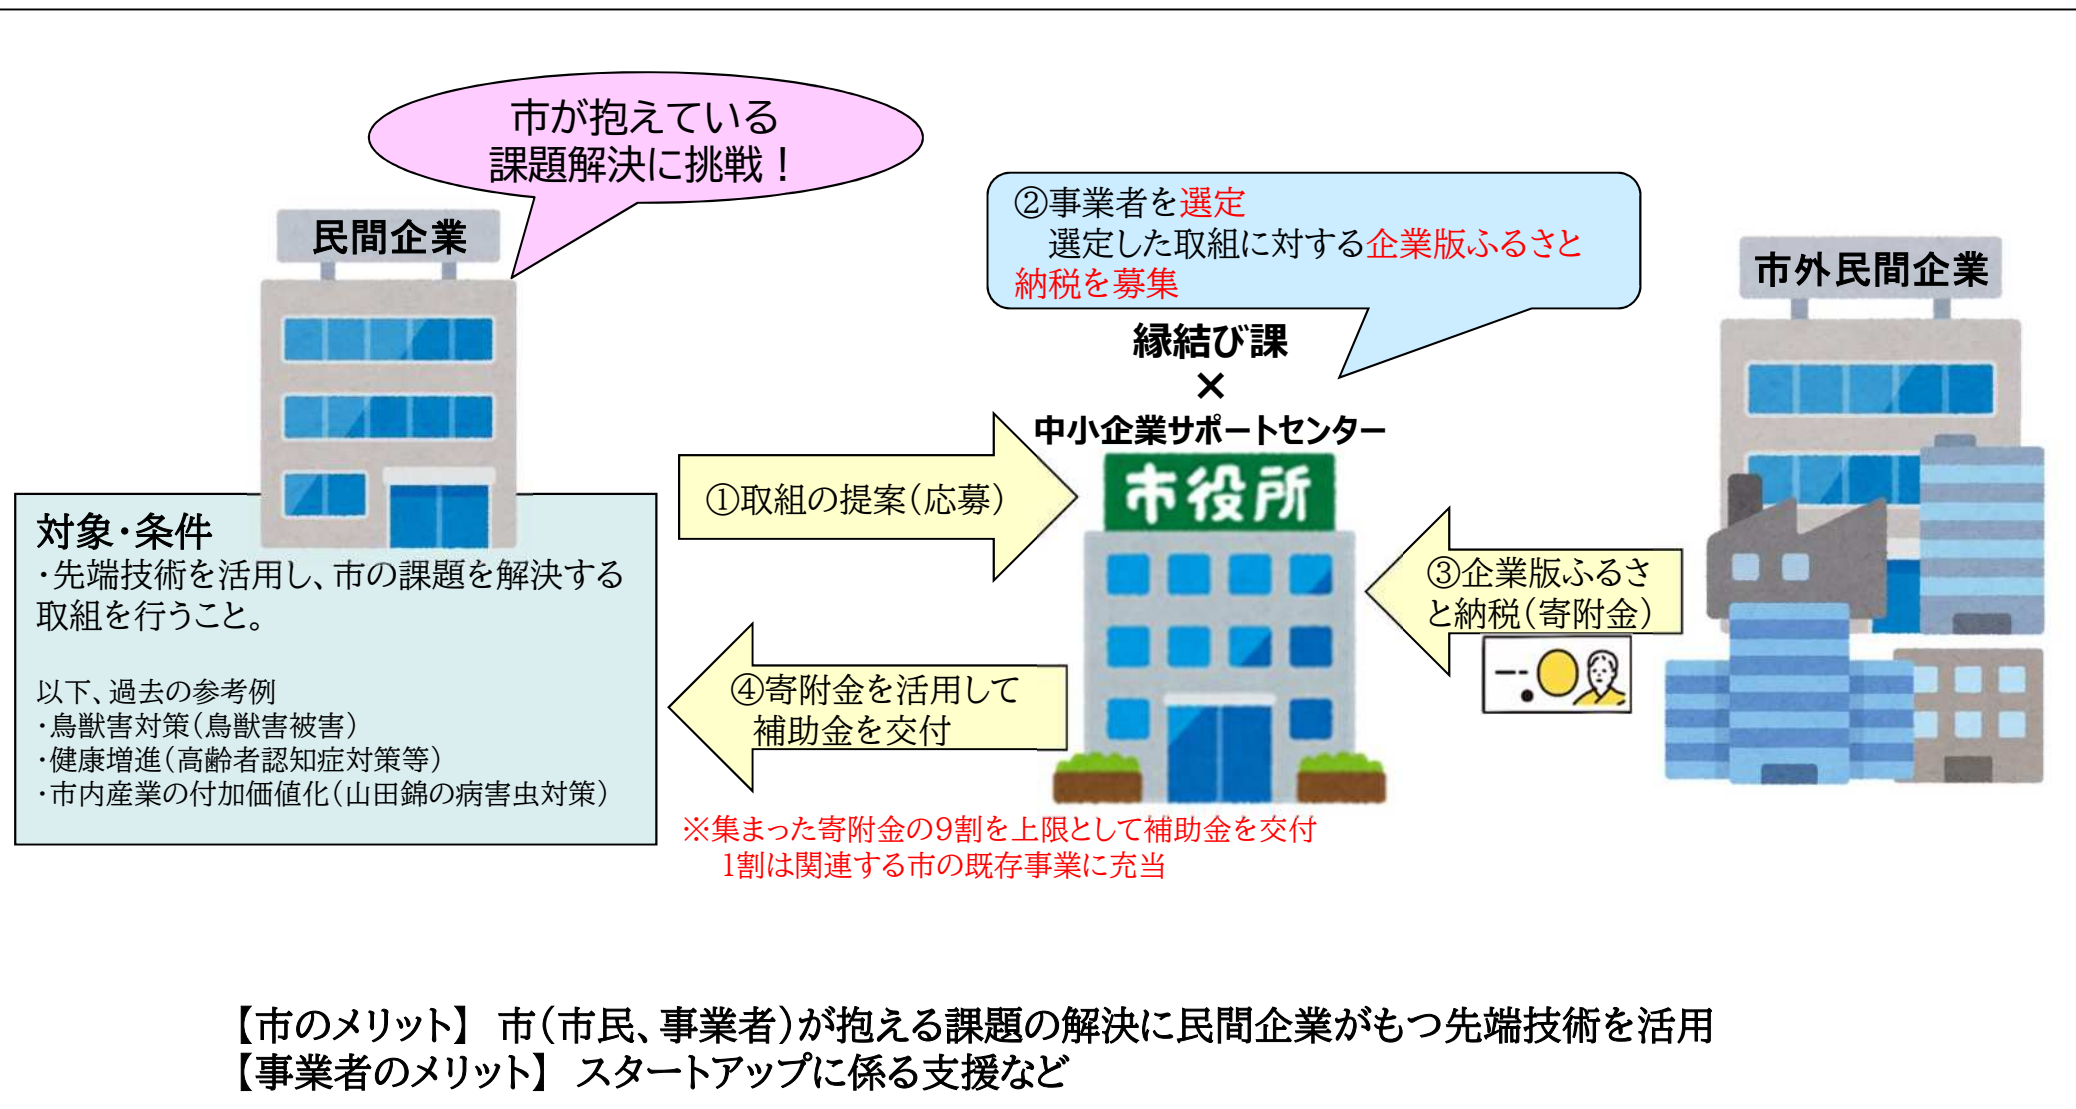 市が抱えている
課題解決に挑戦！
民間企業
②事業者を選定
選定した取組に対する企業版ふるさと
納税を募集
市外民間企業
縁結び課
×
中小企業サポートセンター
①取組の提案（応募）
市役所
対象・条件
・先端技術を活用し、市の課題を解決する
取組を行うこと。
以下、過去の参考例
・鳥獣害対策（鳥獣害被害）
・健康増進（高齢者認知症対策等）
・市内産業の付加価値化（山田錦の病害虫対策）
③企業版ふるさ
と納税（寄附金）
④寄附金を活用して
補助金を交付
※集まった寄附金の9割を上限として補助金を交付
1割は関連する市の既存事業に充当
【市のメリット】 市（市民、事業者）が抱える課題の解決に民間企業がもつ先端技術を活用
【事業者のメリット】 スタートアップに係る支援など